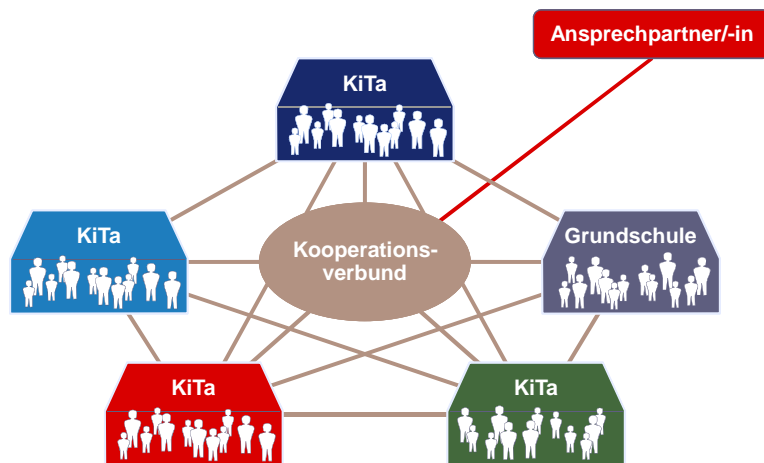 Ansprechpartner/-in
KiTa
KiTa
Grundschule
Kooperations-
verbund
KiTa
KiTa